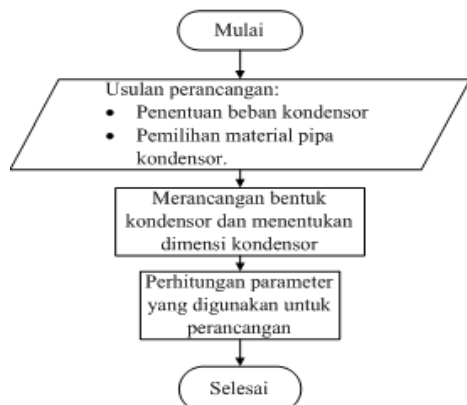 Mulai
Usulan perancangan:
• Penentuan beban kondensor
• Pemilihan material pipa
kondensor.
Merancangan bentuk
kondensor dan menentukan
dimensi kondensor
Perhitungan parameter
yang digunakan untuk
perancangan
Selesai